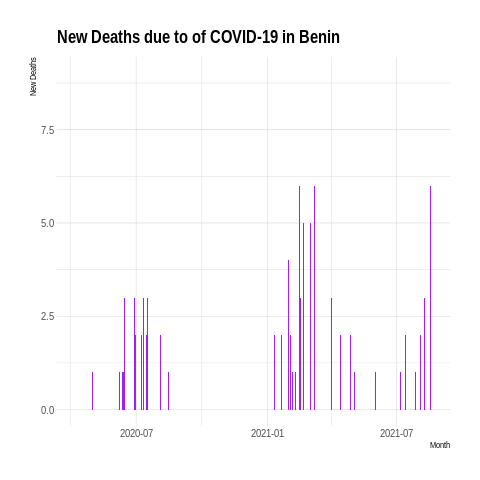 New Deaths due to of COVID-19 in Benin
New Deaths
7.5
5.0
2.5
0.0
2020-07
2021-01
2021-07
Month